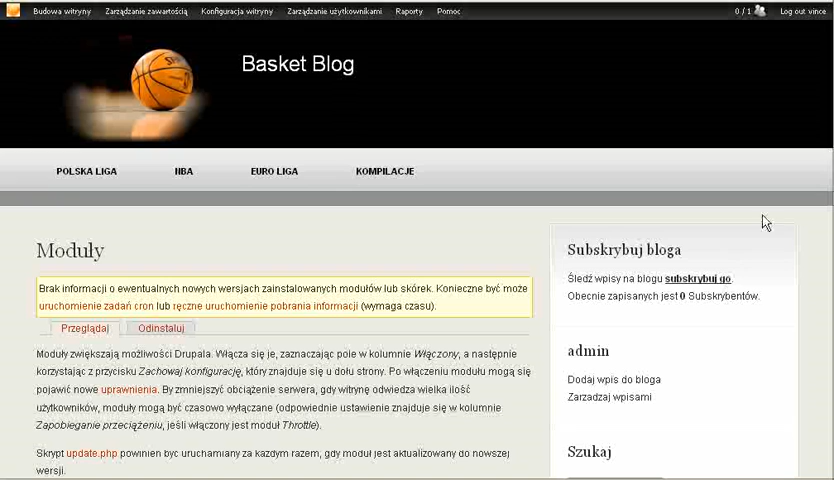 Budowa witryny Zarządzanie zawartością Konfiguracja witryny Zarządzanie użytkownikami Raporty Pomoc 0 / 1 Log out vince
Basket Blog
POLSKA LIGA NBA EURO LIGA KOMPILACJE
Moduły
Brak informacji o ewentualnych nowych wersjach zainstalowanych modułów lub skórek. Konieczne być może
uruchomienie zadań cron lub ręczne uruchomienie pobrania informacji (wymaga czasu).
Przeglądaj Odinstaluj
Moduły zwiększają możliwości Drupala. Włącza się je, zaznaczając pole w kolumnie Włączony, a następnie
korzystając z przycisku Zachowaj konfigurację, który znajduje się u dołu strony. Po włączeniu modułu mogą się
pojawić nowe uprawnienia. By zmniejszyć obciążenie serwera, gdy witrynę odwiedza wielka ilość
użytkowników, moduły mogą być czasowo wyłączane (odpowiednie ustawienie znajduje się w kolumnie
Zapobieganie przeciążeniu, jeśli włączony jest moduł Throttle).
Skrypt update.php powinien być uruchamiany za każdym razem, gdy moduł jest aktualizowany do nowszej
wersji.
Subskrybuj bloga
Śledź wpisy na blogu subskrybuj go.
Obecnie zapisanych jest 0 Subskrybentów.
admin
Dodaj wpis do bloga
Zarzadzaj wpisami
Szukaj